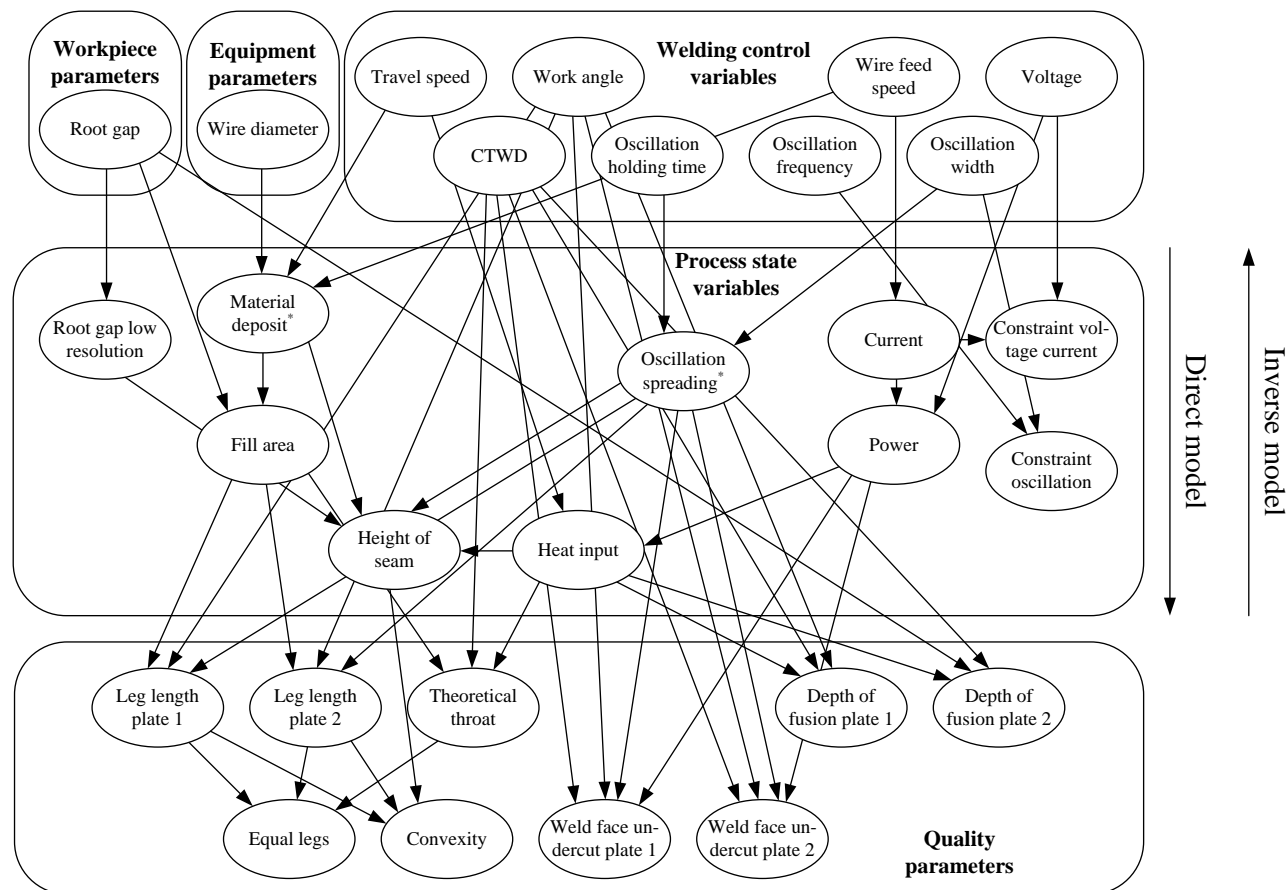 Workpiece
parameters
Root gap
Equipment
parameters
Wire diameter
Welding control
variables
Travel speed
Work angle
Wire feed
speed
Voltage
CTWD
Oscillation
holding time
Oscillation
frequency
Oscillation
width
Process state
variables
Root gap low
resolution
Material
deposit*
Oscillation
spreading*
Current
Constraint vol-
tage current
Fill area
Power
Constraint
oscillation
Height of
seam
Heat input
Direct model
Inverse model
Leg length
plate 1
Leg length
plate 2
Theoretical
throat
Depth of
fusion plate 1
Depth of
fusion plate 2
Equal legs
Convexity
Weld face un-
dercut plate 1
Weld face un-
dercut plate 2
Quality
parameters